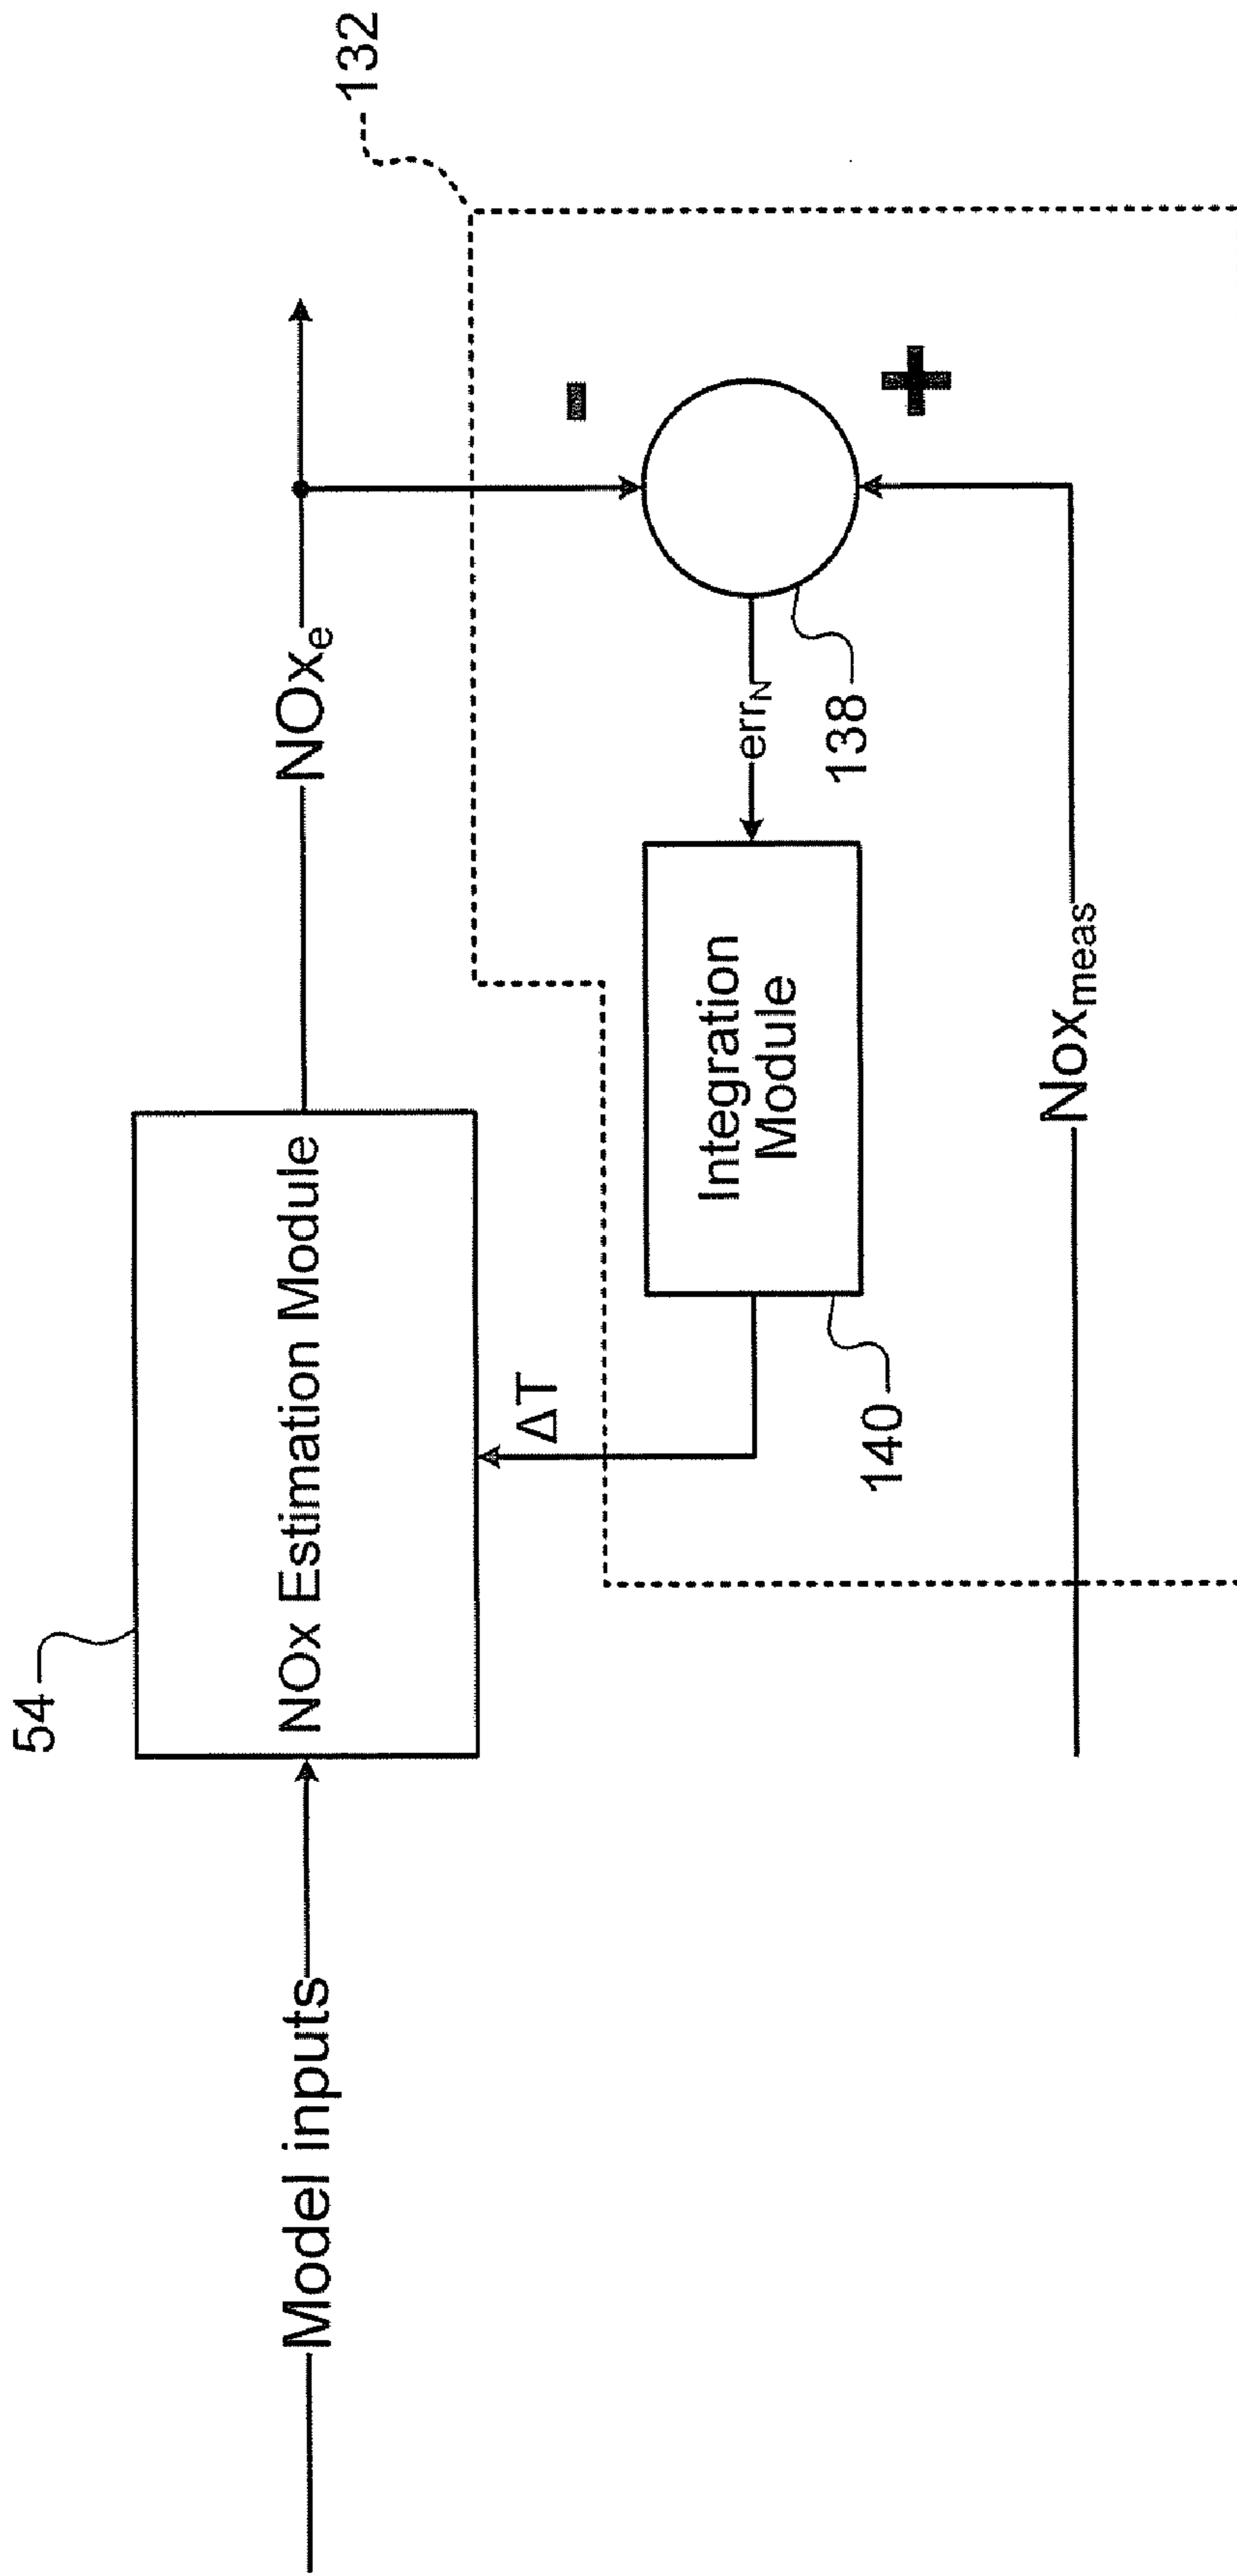 132
NOxe
-
+
54
NOx Estimation Module
errN
138
Integration
Module
ΔT
140
Model inputs
Noxmeas